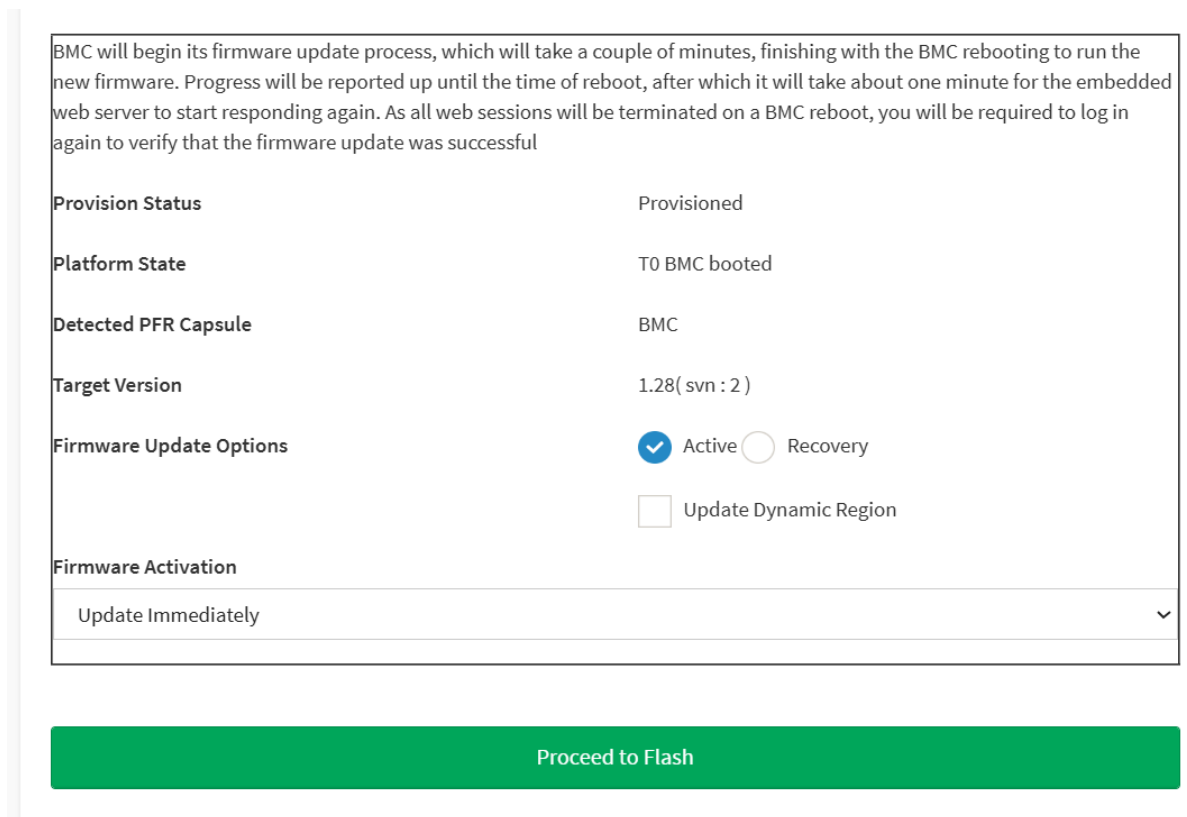 BMC will begin its firmware update process, which will take a couple of minutes, finishing with the BMC rebooting to run the
new firmware. Progress will be reported up until the time of reboot, after which it will take about one minute for the embedded
web server to start responding again. As all web sessions will be terminated on a BMC reboot, you will be required to log in
again to verify that the firmware update was successful
Provision Status Provisioned
Platform State T0 BMC booted
Detected PFR Capsule BMC
Target Version 1.28( svn : 2 )
Firmware Update Options Active Recovery
Update Dynamic Region
Firmware Activation
Update Immediately
Proceed to Flash